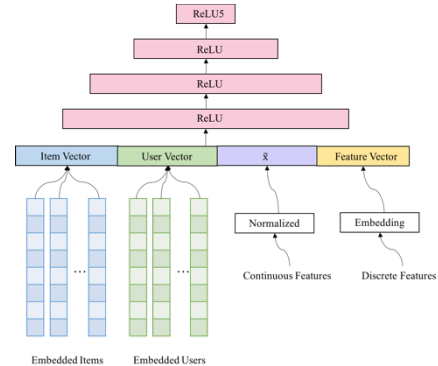 ReLU5
ReLU
ReLU
ReLU
Item Vector User Vector x̃ Feature Vector
Normalized Embedding
... ...
Continuous Features Discrete Features
Embedded Items Embedded Users